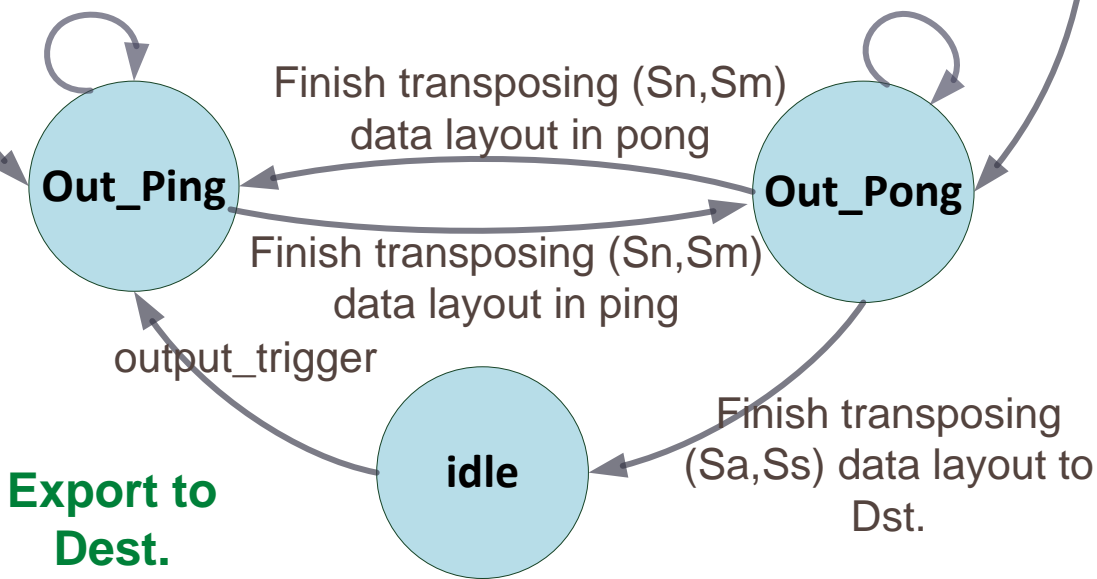 Finish transposing (Sn,Sm)
data layout in pong
Out_Ping
Out_Pong
Finish transposing (Sn,Sm)
data layout in ping
output_trigger
idle
Finish transposing
(Sa,Ss) data layout to
Dst.
Export to
Dest.